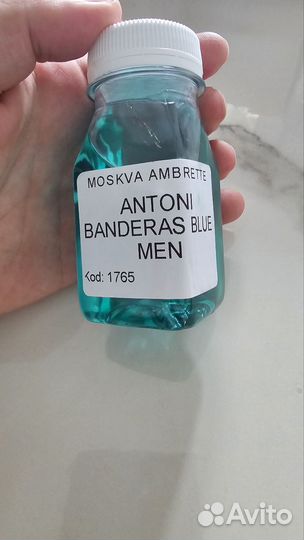 MOSKVA AMBRETTE
ANTONI
BANDERAS BLUE
MEN
Kod: 1765
Avito